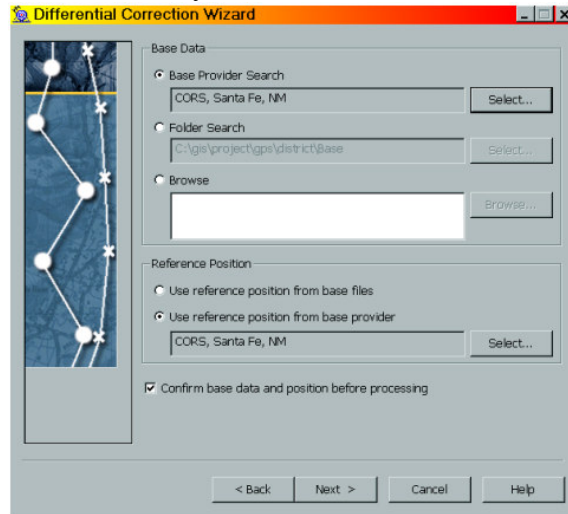 Differential Correction Wizard
Base Data
Base Provider Search
CORS, Santa Fe, NM
Select...
Folder Search
C:\gis\project\gps\district\Base
Select...
Browse
Browse...
Reference Position
Use reference position from base files
Use reference position from base provider
CORS, Santa Fe, NM
Select...
Confirm base data and position before processing
< Back
Next >
Cancel
Help